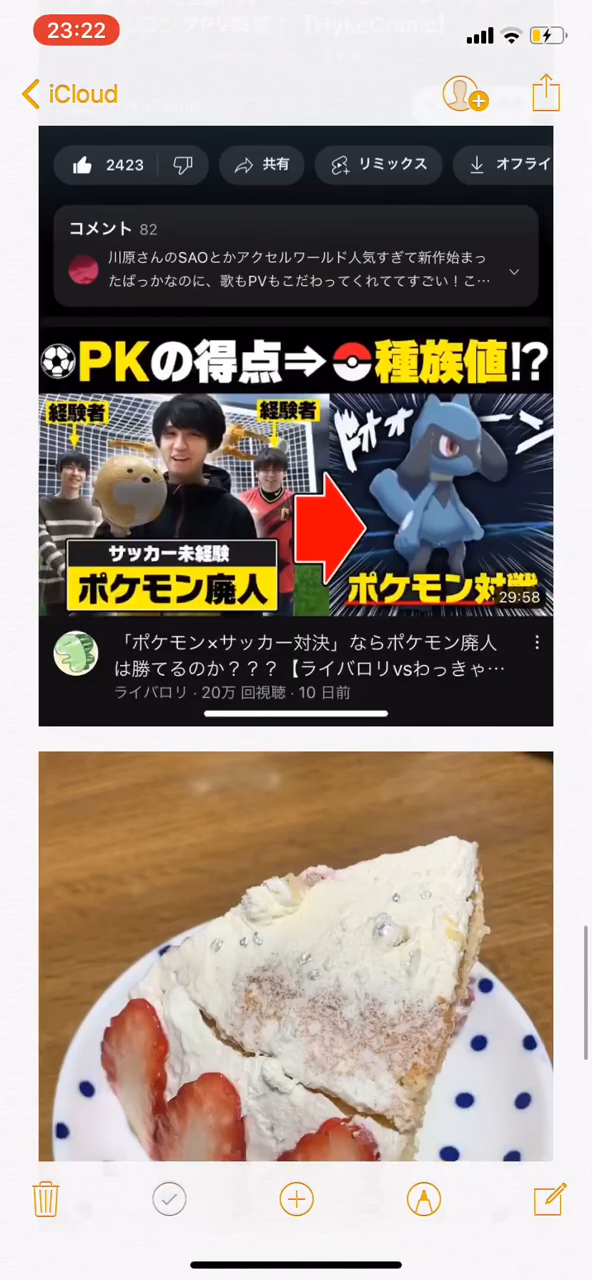 23:22
iCloud
2423
共有
リミックス
オフライ
コメント 82
川原さんのSAOとかアクセルワールド人気すぎて新作始まっ
たばっかなのに、歌もPVもこだわってくれててすごい！こ…
PKの得点⇒種族値!?
経験者
経験者
ドオオーン
サッカー未経験
ポケモン廃人
ポケモン対戦
29:58
「ポケモン×サッカー対決」ならポケモン廃人
は勝てるのか？？？【ライバロリvsわっきゃ…
ライバロリ · 20万 回視聴 · 10 日前